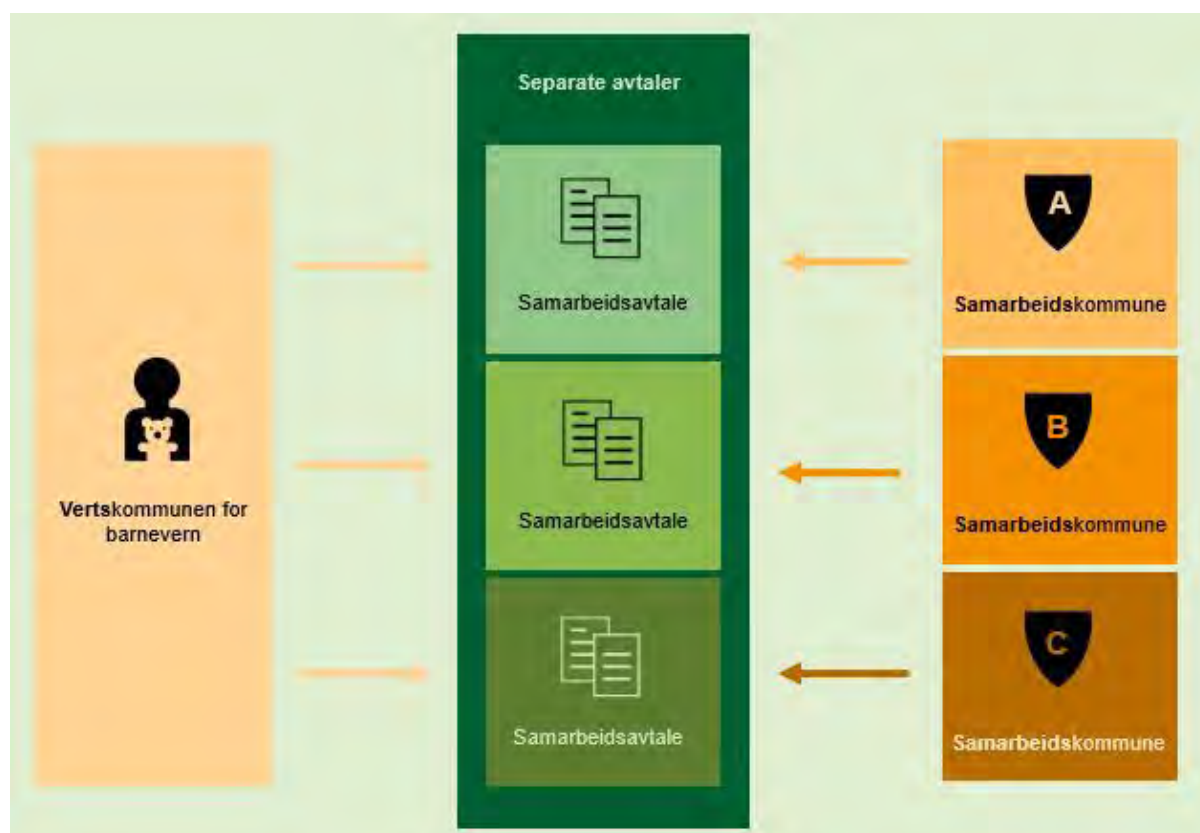 Separate avtaler
Vertskommunen for
barnevern
Samarbeidsavtale
Samarbeidsavtale
Samarbeidsavtale
A
Samarbeidskommune
B
Samarbeidskommune
C
Samarbeidskommune